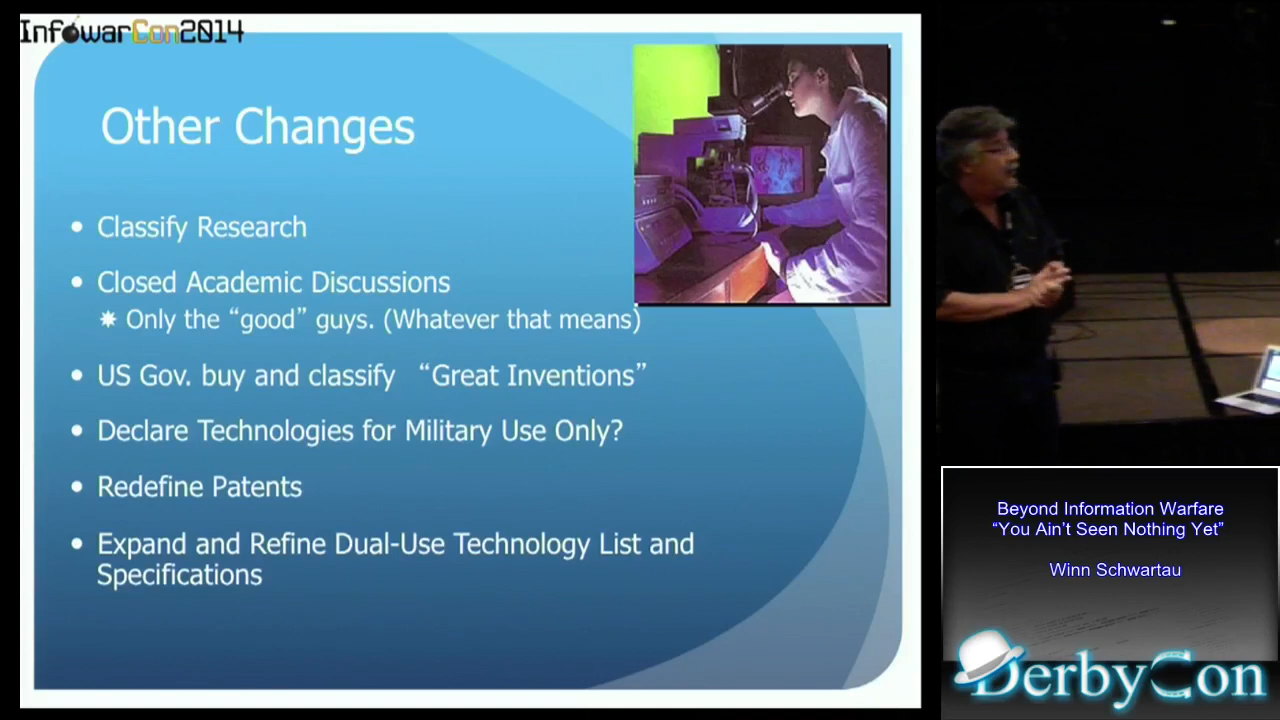 InfowarCon2014
Other Changes
• Classify Research
• Closed Academic Discussions
✷ Only the “good” guys. (Whatever that means)
• US Gov. buy and classify “Great Inventions”
• Declare Technologies for Military Use Only?
• Redefine Patents
• Expand and Refine Dual-Use Technology List and
Specifications
Beyond Information Warfare
“You Ain’t Seen Nothing Yet”
Winn Schwartau
DerbyCon